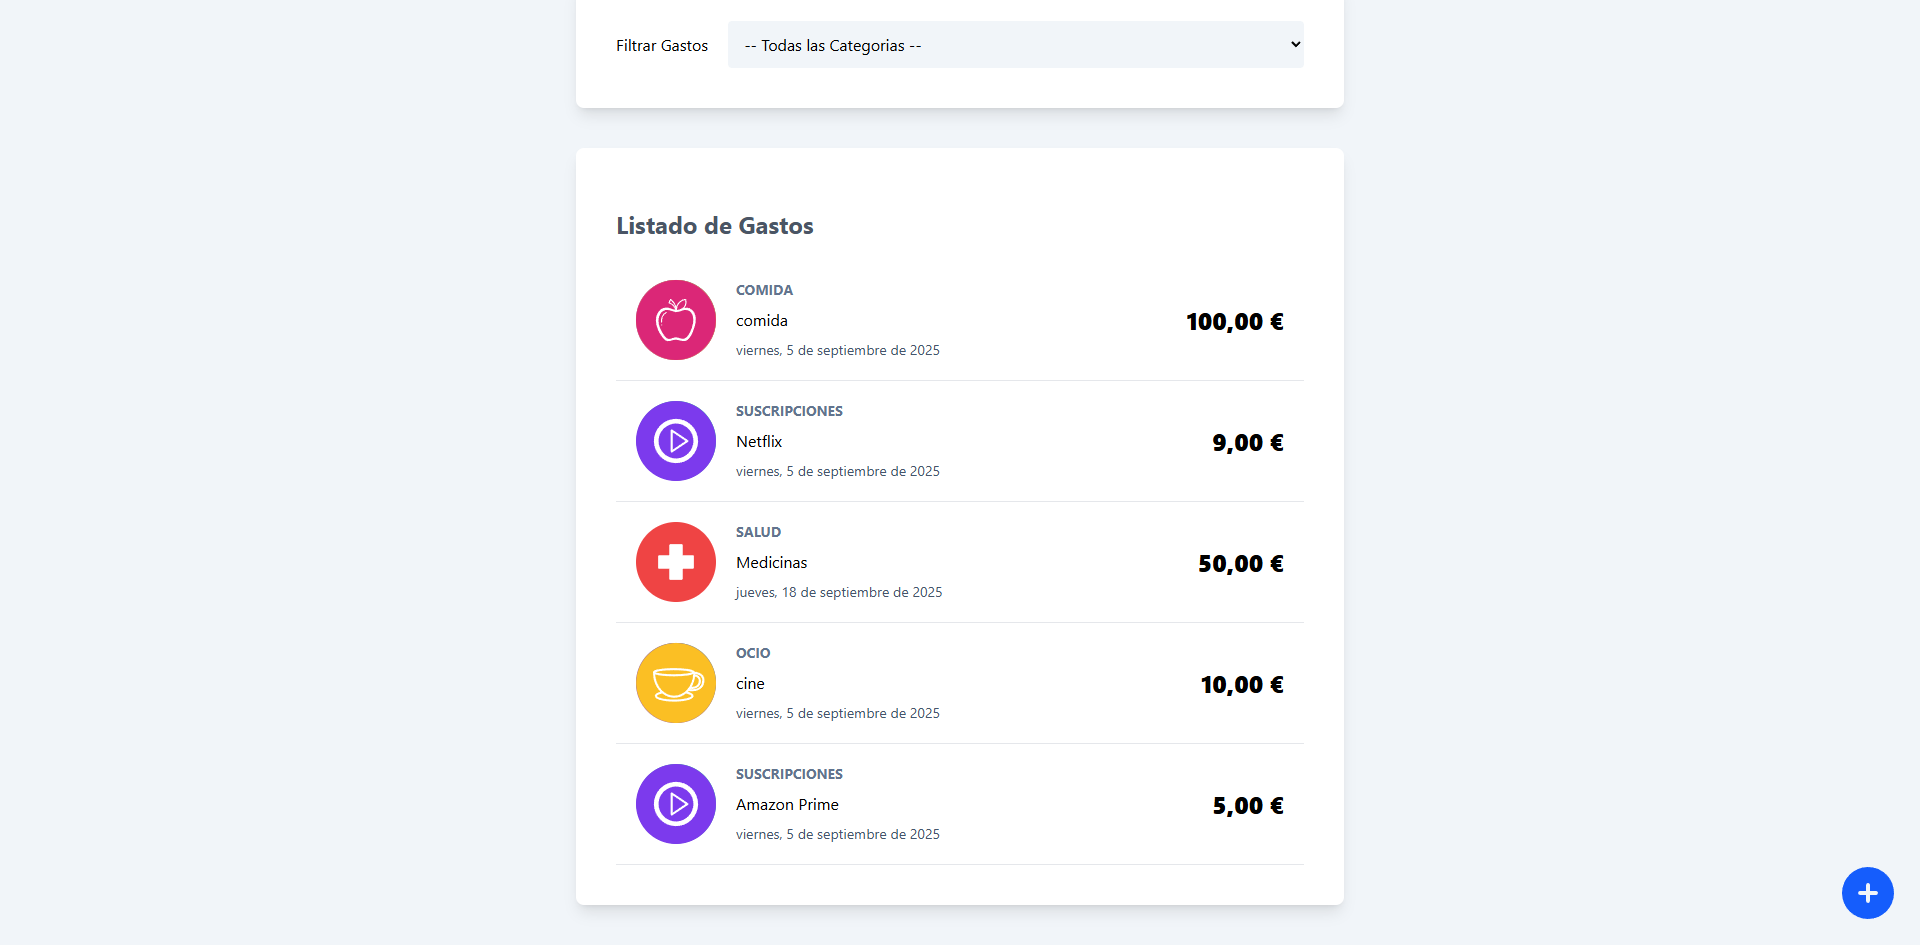 Filtrar Gastos
-- Todas las Categorias --
Listado de Gastos
COMIDA
comida
viernes, 5 de septiembre de 2025
100,00 €
SUSCRIPCIONES
Netflix
viernes, 5 de septiembre de 2025
9,00 €
SALUD
Medicinas
jueves, 18 de septiembre de 2025
50,00 €
OCIO
cine
viernes, 5 de septiembre de 2025
10,00 €
SUSCRIPCIONES
Amazon Prime
viernes, 5 de septiembre de 2025
5,00 €